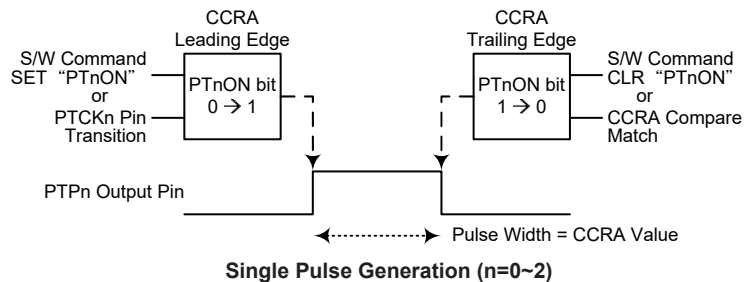 CCRA
Leading Edge
S/W Command
SET “PTnON”
or
PTCKn Pin
Transition
PTnON bit
0 → 1
CCRA
Trailing Edge
PTnON bit
1 → 0
S/W Command
CLR “PTnON”
or
CCRA Compare
Match
PTPn Output Pin
Pulse Width = CCRA Value
Single Pulse Generation (n=0~2)